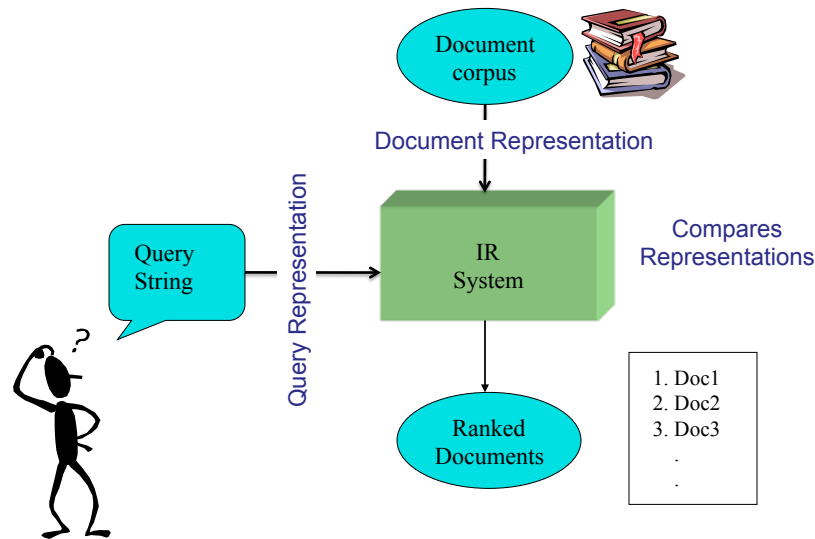 Document
corpus
Document Representation
Query
String
?
Query Representation
IR
System
Compares
Representations
Ranked
Documents
1. Doc1
2. Doc2
3. Doc3
.
.